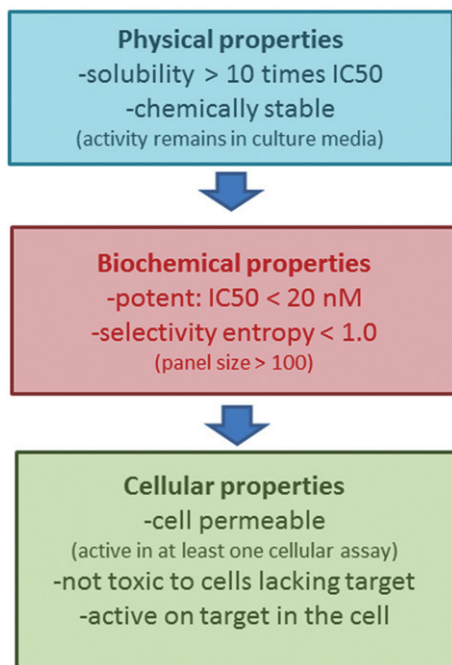 Physical properties
-solubility > 10 times IC50
-chemically stable
(activity remains in culture media)
Biochemical properties
-potent: IC50 < 20 nM
-selectivity entropy < 1.0
(panel size > 100)
Cellular properties
-cell permeable
(active in at least one cellular assay)
-not toxic to cells lacking target
-active on target in the cell